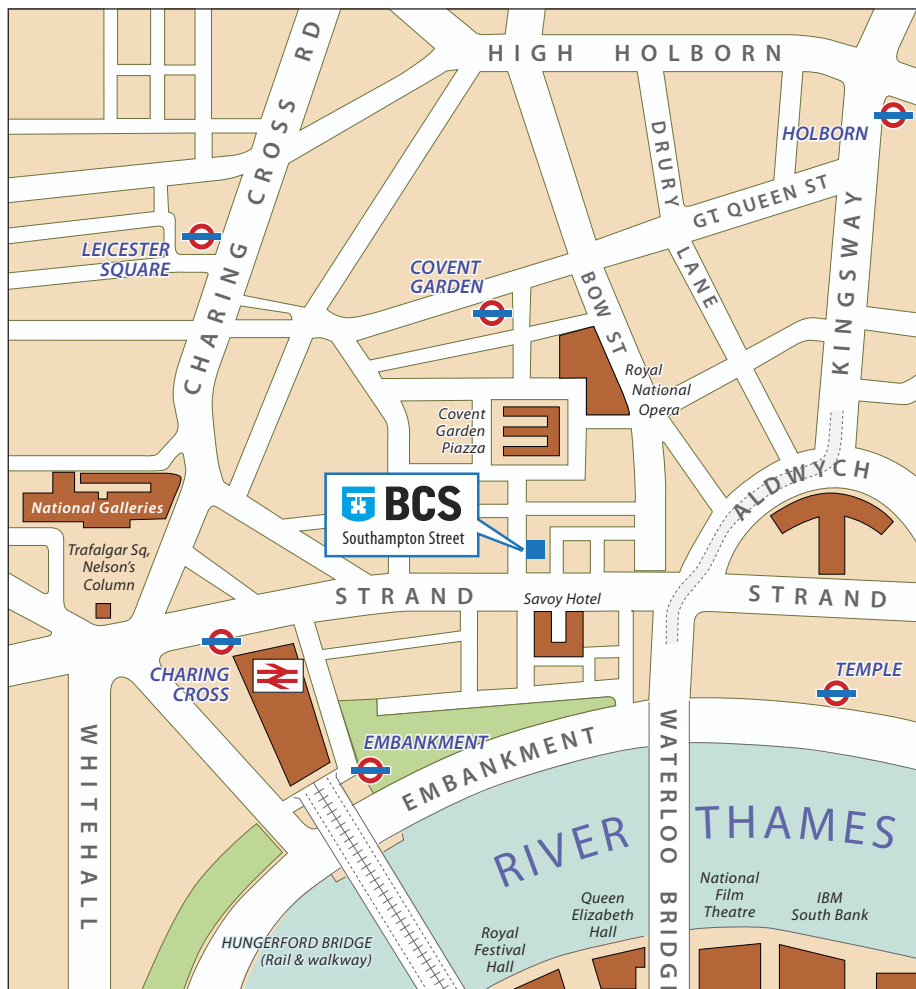 HIGH HOLBORN
CHARING CROSS RD
HOLBORN
DRURY
LANE
GT. QUEEN ST
KINGSWAY
LEICESTER
SQUARE
COVENT
GARDEN
BOW ST
Royal
National
Opera
Covent
Garden
Piazza
ALDWYCH
National Galleries
BCS
Southampton Street
Trafalgar Sq,
Nelson's
Column
STRAND
Savoy Hotel
STRAND
CHARING
CROSS
TEMPLE
WHITEHALL
EMBANKMENT
EMBANKMENT
WATERLOO BRIDGE
RIVER THAMES
National
Film
Theatre
Queen
Elizabeth
Hall
IBM
South Bank
Royal
Festival
Hall
HUNGERFORD BRIDGE
(Rail & walkway)